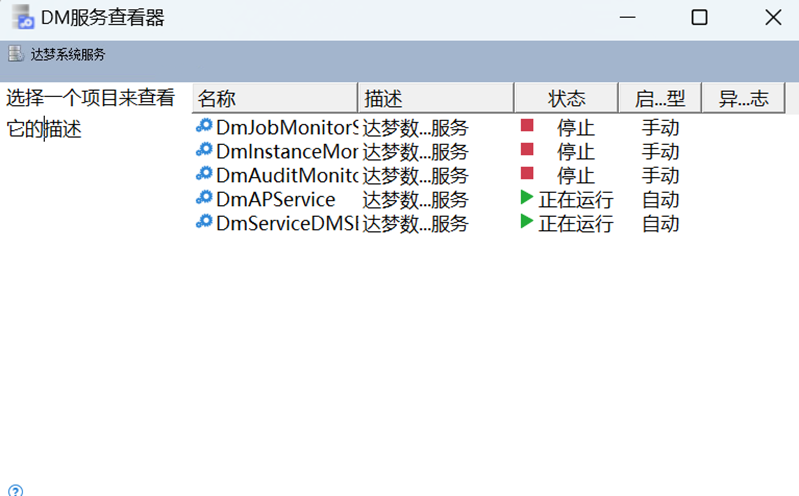 DM服务查看器
达梦系统服务
选择一个项目来查看
它的描述
名称 描述 状态 启...型 异...志
DmJobMonitorS 达梦数...服务 停止 手动
DmInstanceMor 达梦数...服务 停止 手动
DmAuditMonitc 达梦数...服务 停止 手动
DmAPService 达梦数...服务 正在运行 自动
DmServiceDMSI 达梦数...服务 正在运行 自动